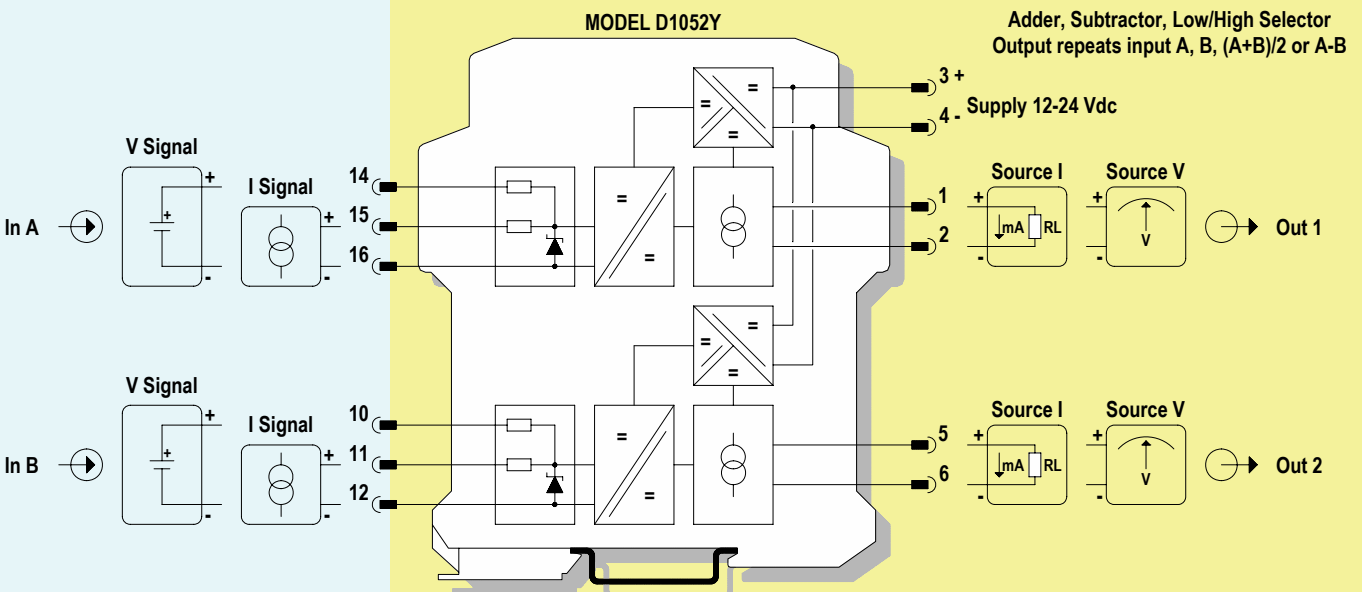 MODEL D1052Y
Adder, Subtractor, Low/High Selector
Output repeats input A, B, (A+B)/2 or A-B
3 +
4 -
Supply 12-24 Vdc
= = =
In A
V Signal
+
+
-
I Signal
+
-
14
15
16
=
=
1
2
Source I
+
-
mA
RL
Source V
+
-
V
Out 1
= = =
In B
V Signal
+
+
-
I Signal
+
-
10
11
12
=
=
5
6
Source I
+
-
mA
RL
Source V
+
-
V
Out 2